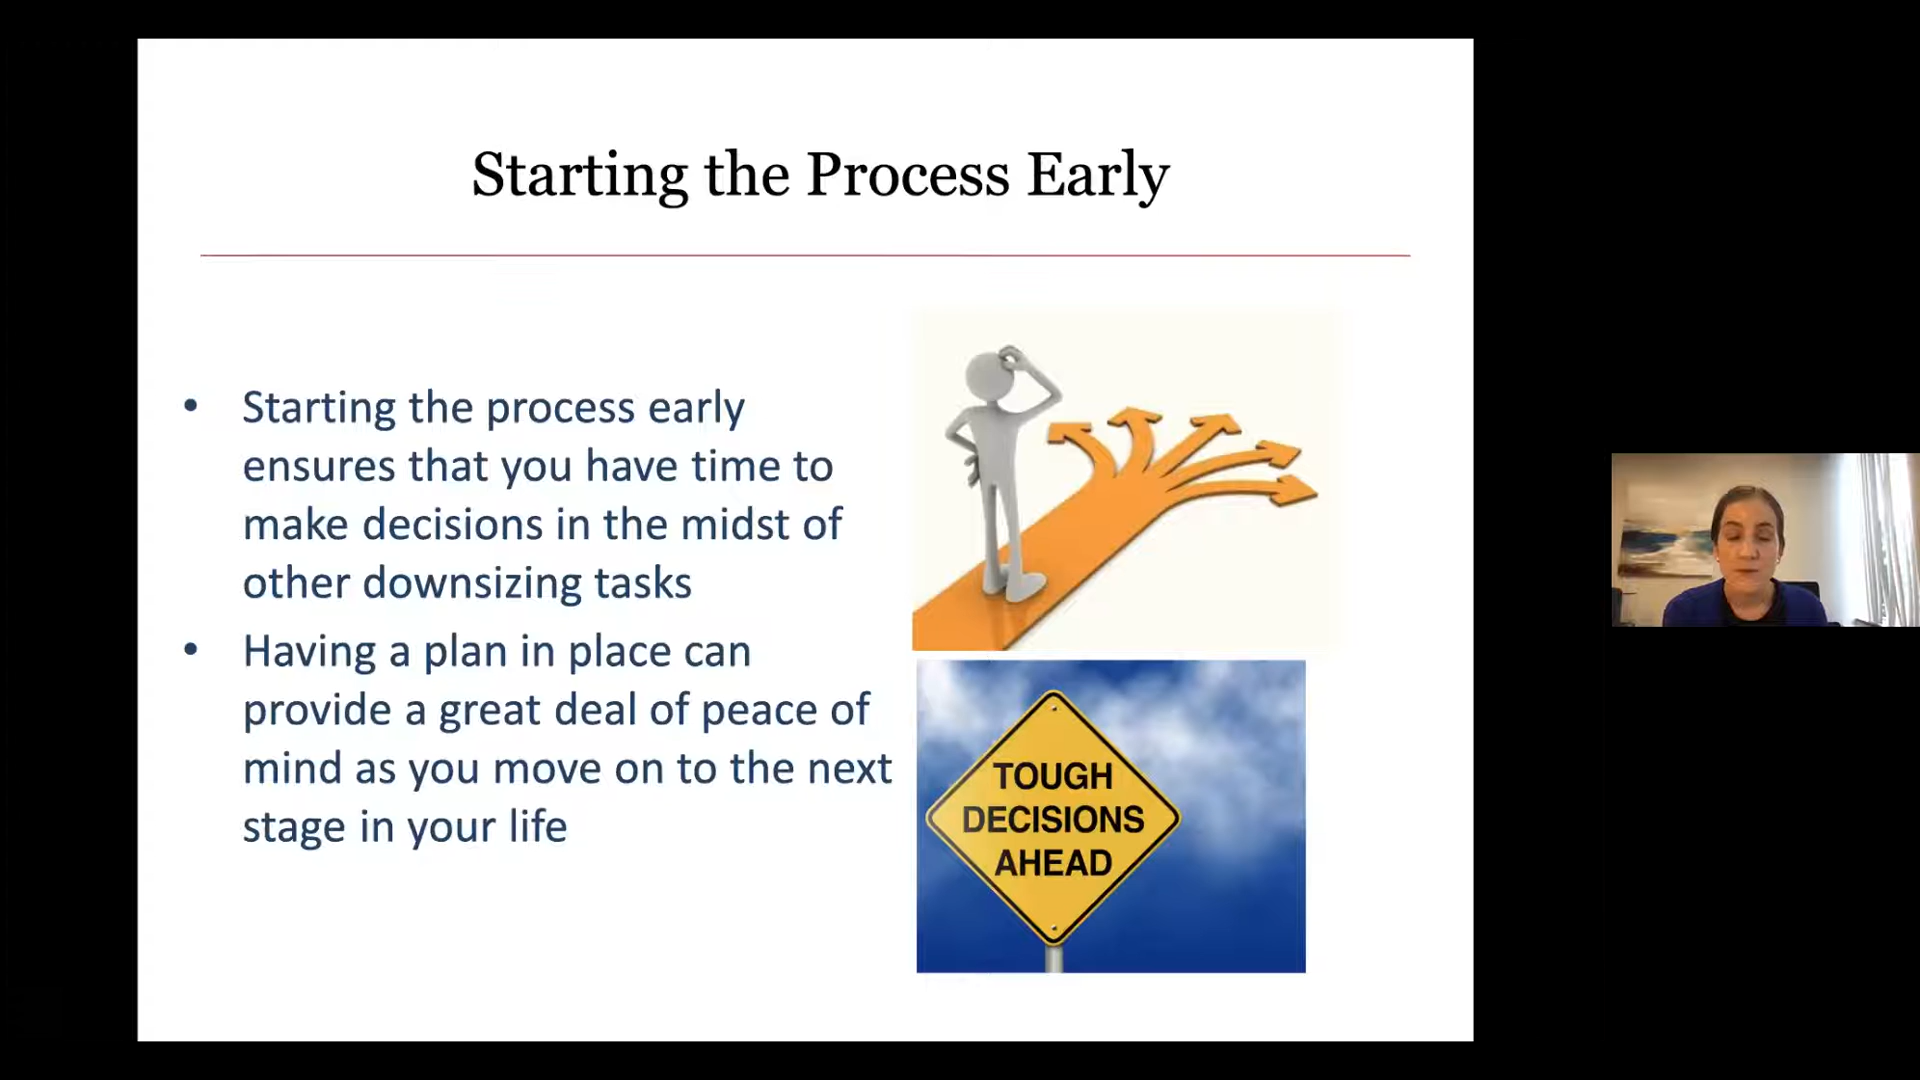 Starting the Process Early
• Starting the process early
ensures that you have time to
make decisions in the midst of
other downsizing tasks
• Having a plan in place can
provide a great deal of peace of
mind as you move on to the next
stage in your life
TOUGH
DECISIONS
AHEAD